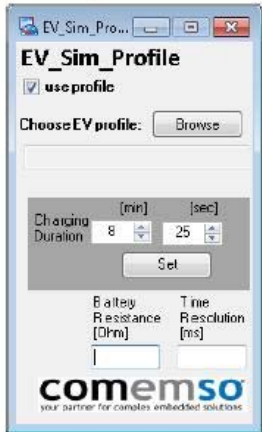 EV_Sim_Pro...
EV_Sim_Profile
use profile
Choose EV profile: Browse
[min] [sec]
Charging Duration 8 25
Set
Battery Resistance [Ohm] Time Resolution [ms]
comemso
your partner for complex embedded solutions